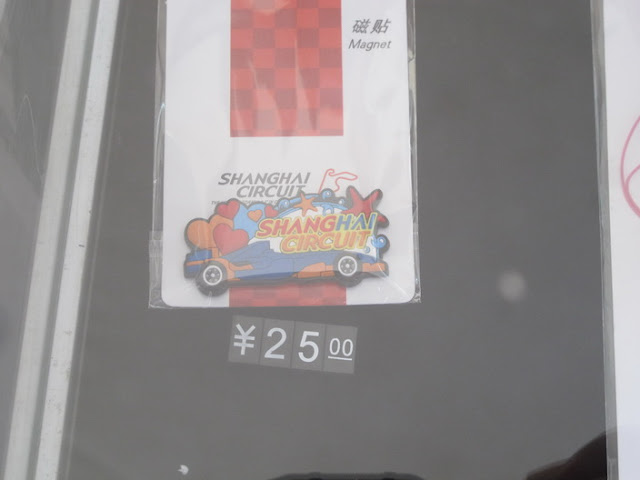 磁贴
Magnet
SHANGHAI
CIRCUIT
SHANGHAI
CIRCUIT
¥2500